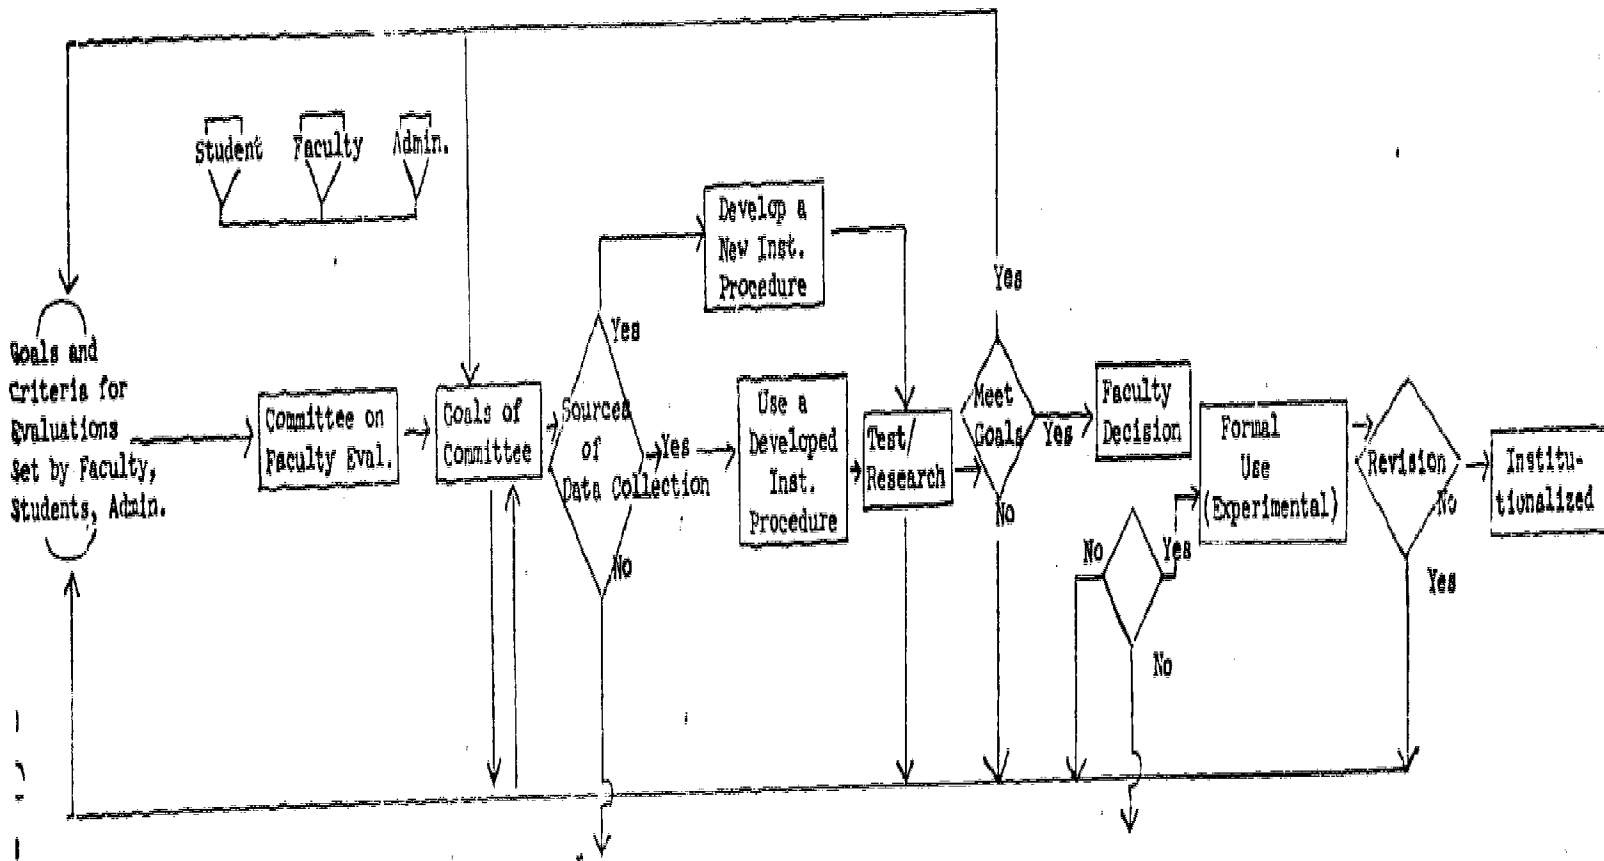 Student
Faculty
Admin.
Develop a
New Inst.
Procedure
Yes
Yes
Goals and
Criteria for
Evaluations
Set by Faculty,
Students, Admin.
Committee on
Faculty Eval.
Goals of
Committee
Sources
of
Data Collection
Yes
No
Use a
Developed
Inst.
Procedure
Test/
Research
Meet
Goals
Yes
No
Faculty
Decision
No
Yes
No
Formal
Use
(Experimental)
Revision
No
Yes
Institu-
tionalized